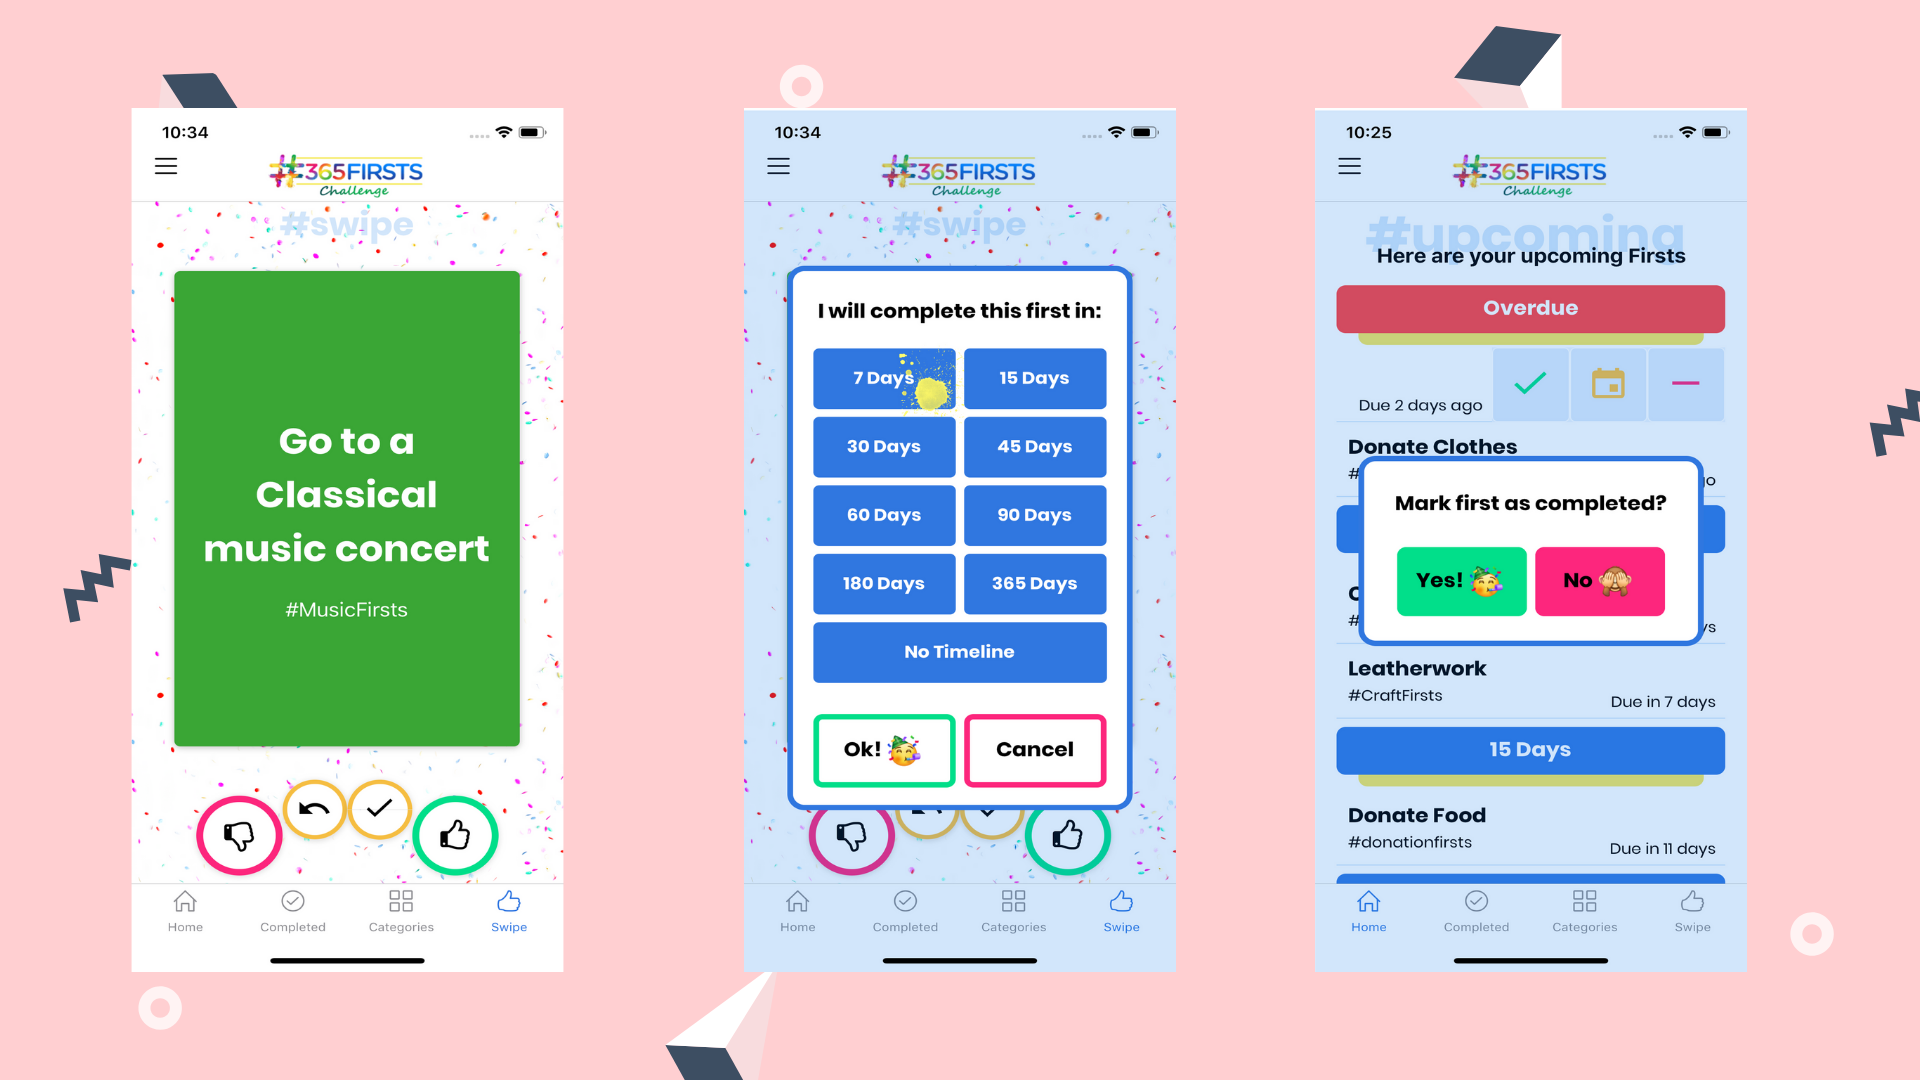 10:34
#365FIRSTS
Challenge
#swipe
Go to a
Classical
music concert
#MusicFirsts
Home
Completed
Categories
Swipe
10:34
#365FIRSTS
Challenge
#swipe
I will complete this first in:
7 Days
15 Days
30 Days
45 Days
60 Days
90 Days
180 Days
365 Days
No Timeline
Ok!
Cancel
Home
Completed
Categories
Swipe
10:25
#365FIRSTS
Challenge
#upcoming
Here are your upcoming Firsts
Overdue
Due 2 days ago
Donate Clothes
Mark first as completed?
Yes!
No
Leatherwork
#CraftFirsts
Due in 7 days
15 Days
Donate Food
#donationfirsts
Due in 11 days
Home
Completed
Categories
Swipe